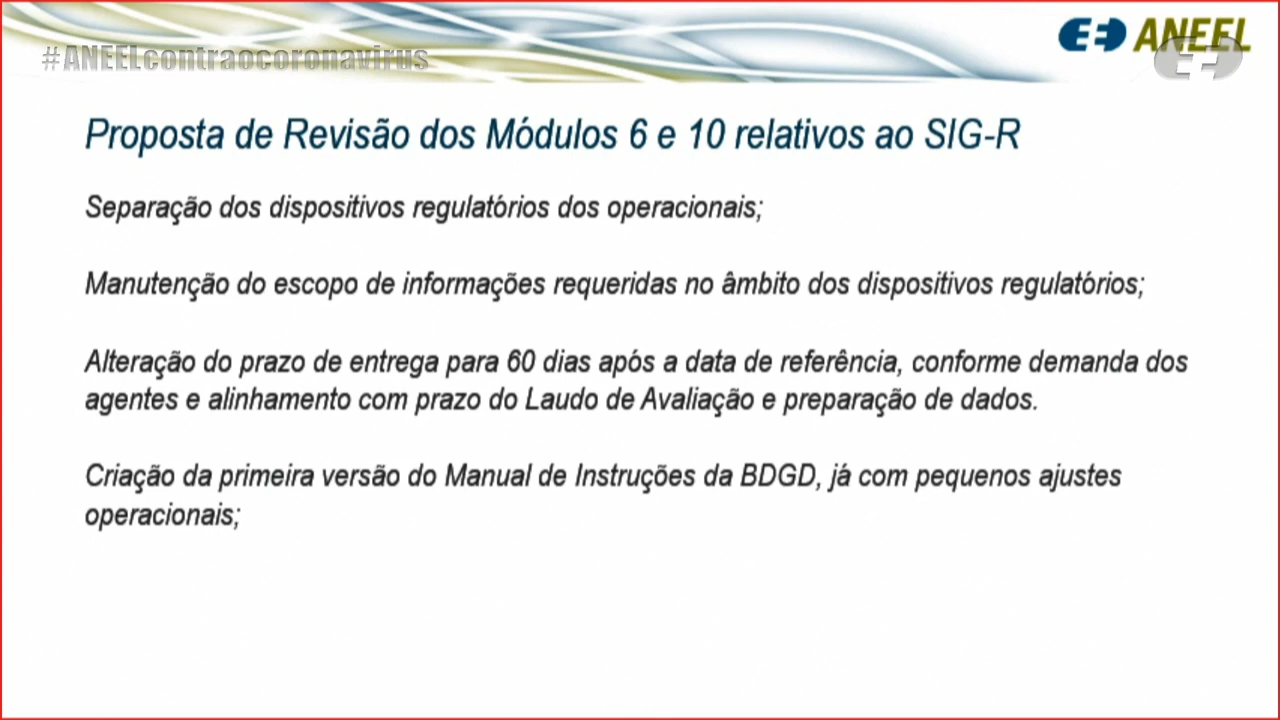 #ANEELcontraocoronavirus
ANEEL
Proposta de Revisão dos Módulos 6 e 10 relativos ao SIG-R
Separação dos dispositivos regulatórios dos operacionais;
Manutenção do escopo de informações requeridas no âmbito dos dispositivos regulatórios;
Alteração do prazo de entrega para 60 dias após a data de referência, conforme demanda dos
agentes e alinhamento com prazo do Laudo de Avaliação e preparação de dados.
Criação da primeira versão do Manual de Instruções da BDGD, já com pequenos ajustes
operacionais;